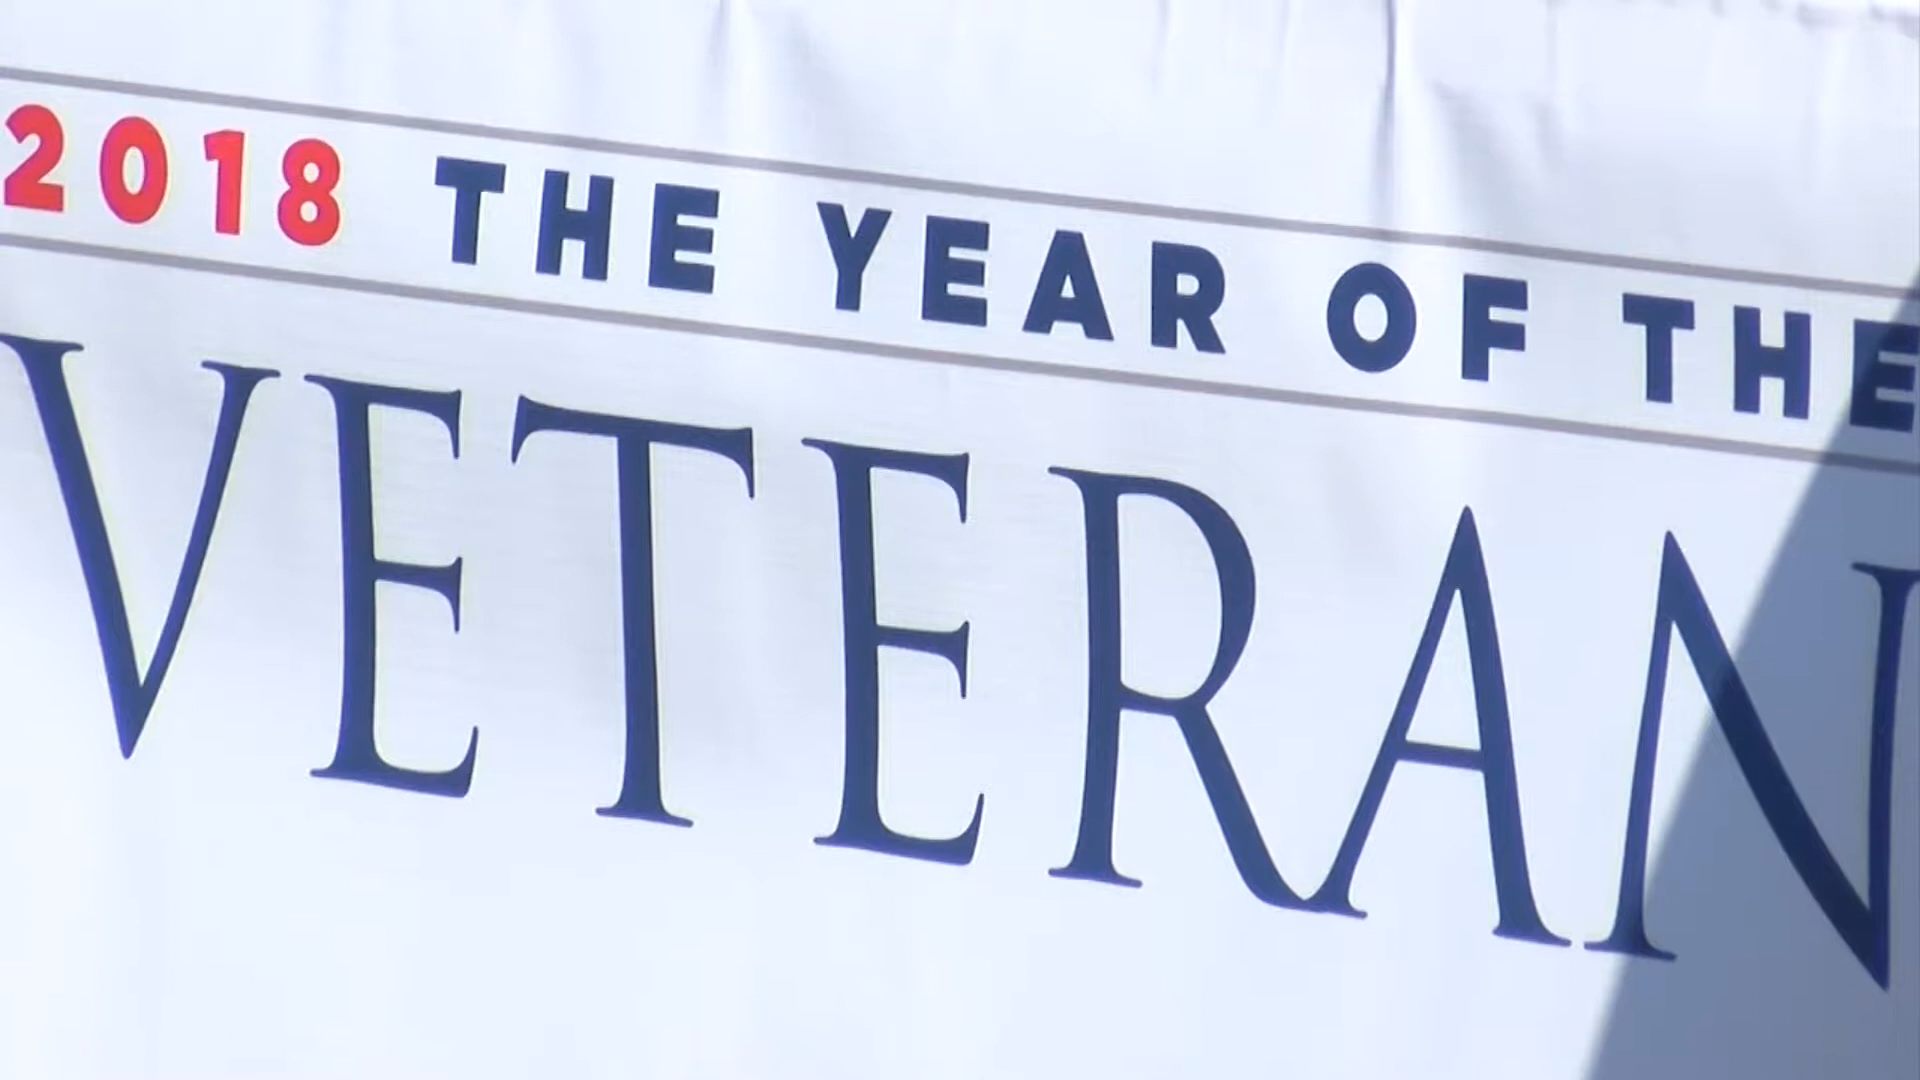 2018 THE YEAR OF THE
VETERAN